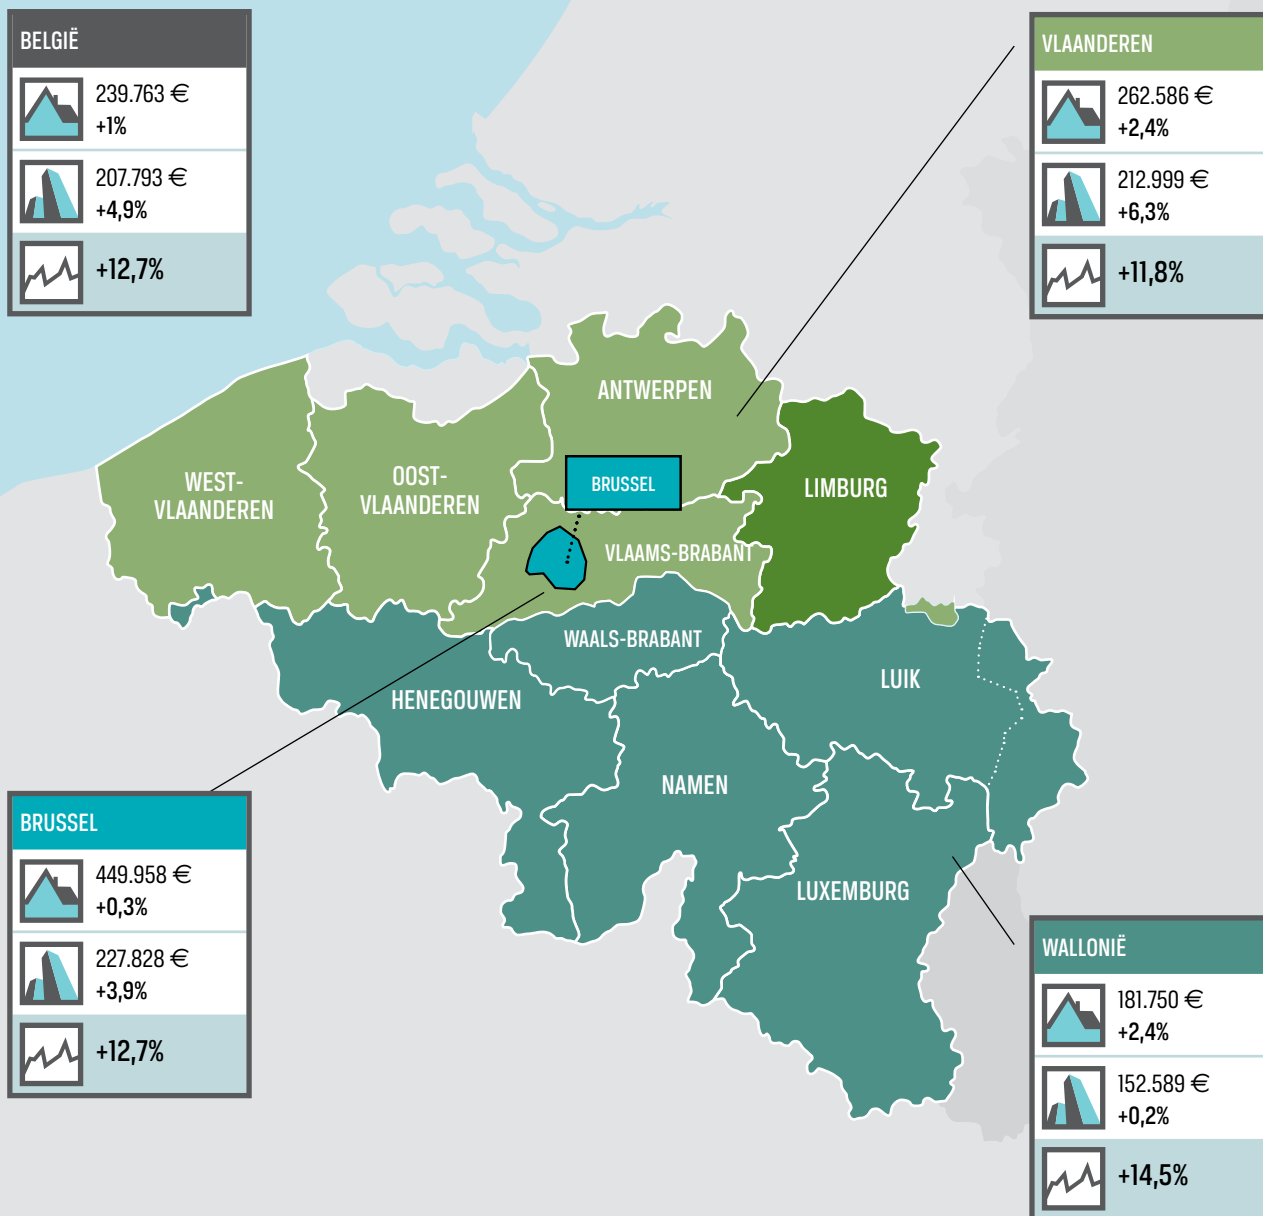 BELGIË
239.763 €
+1%
207.793 €
+4,9%
+12,7%
VLAANDEREN
262.586 €
+2,4%
212.999 €
+6,3%
+11,8%
ANTWERPEN
WEST-
VLAANDEREN
OOST-
VLAANDEREN
BRUSSEL
LIMBURG
VLAAMS-BRABANT
WAALS-BRABANT
HENEGOUWEN
LUIK
NAMEN
LUXEMBURG
BRUSSEL
449.958 €
+0,3%
227.828 €
+3,9%
+12,7%
WALLONIË
181.750 €
+2,4%
152.589 €
+0,2%
+14,5%